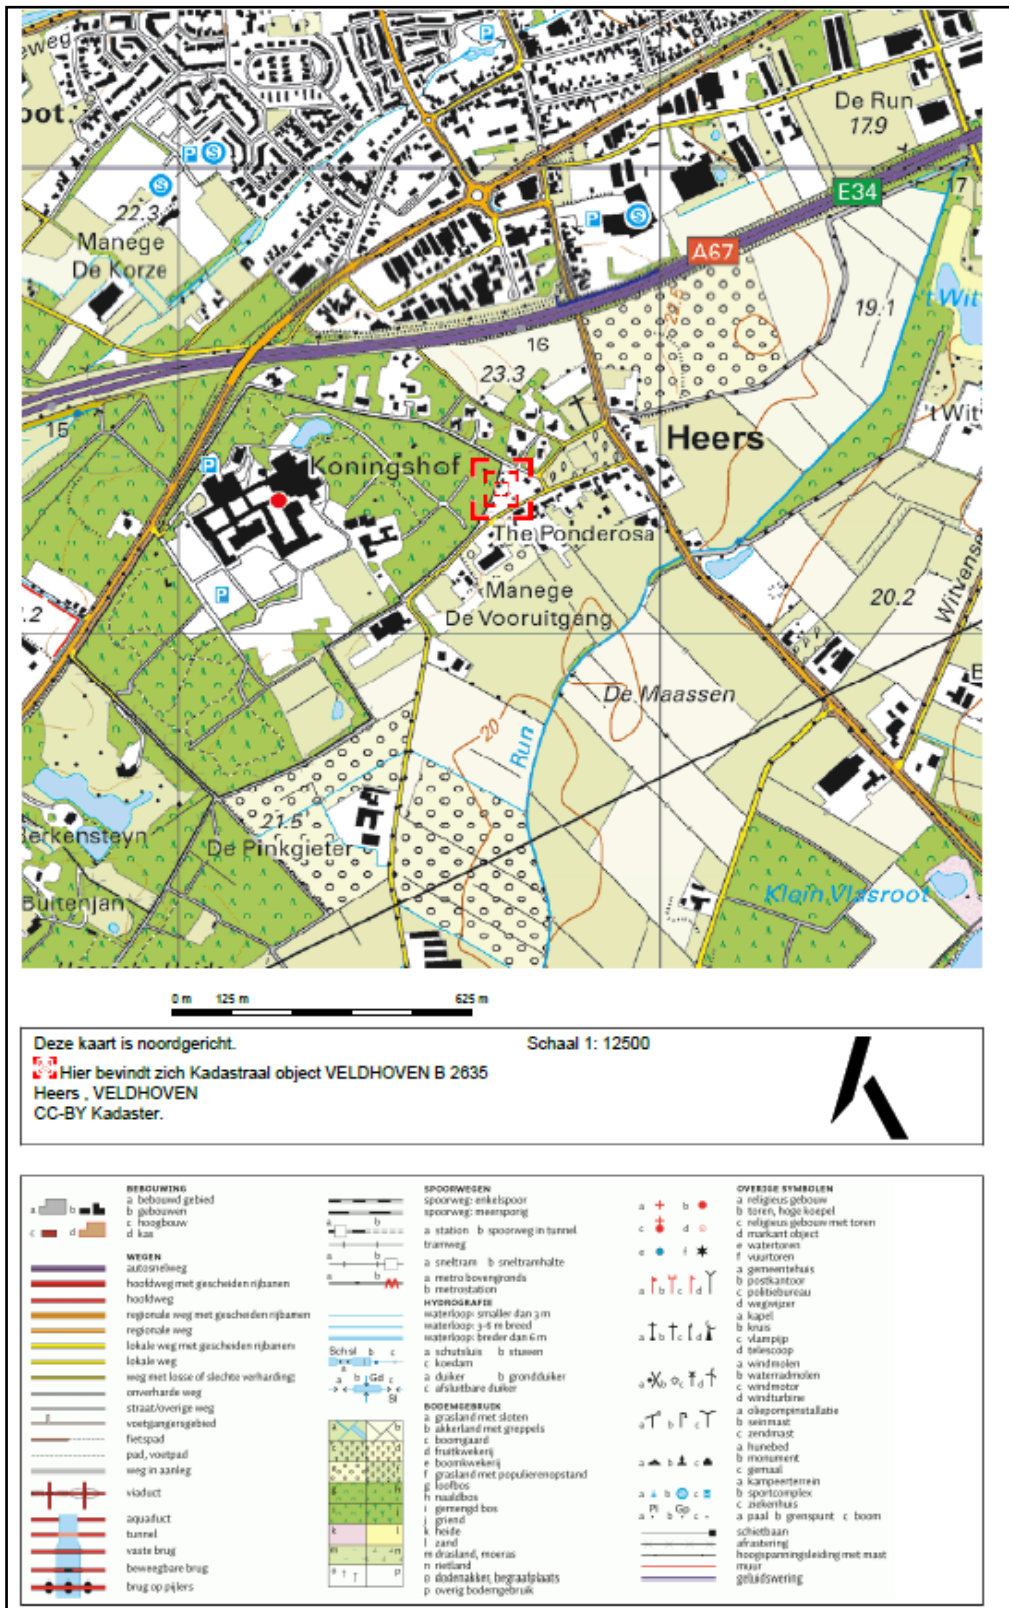 eweg
P
De Run
17.9
oot.
P S
S
E34
17
22.3
P S
Manege
De Korze
A67
't Wit
19.1
16
23.3
't Wit
15
Heers
P
Koningshof
The Ponderosa
P
Manege
De Vooruitgang
20.2
Witvense
.2
De Maassen
20
Run
21.5
De Pinkgieter
Berkensteyn
Klein Vlasroot
Buitenjan
0 m 125 m 625 m
Deze kaart is noordgericht. Schaal 1: 12500
Hier bevindt zich Kadastraal object VELDHOVEN B 2635
Heers , VELDHOVEN
CC-BY Kadaster.
BEBOUWING
a bebouwd gebied
b gebouwen
c hoogbouw
d kas
WEGEN
autosnelweg
hoofdweg met gescheiden rijbanen
hoofdweg
regionale weg met gescheiden rijbanen
regionale weg
lokale weg met gescheiden rijbanen
lokale weg
weg met losse of slechte verharding
onverharde weg
straat/overige weg
voetgangersgebied
fietspad
pad, voetpad
weg in aanleg
viaduct
aquaduct
tunnel
vaste brug
beweegbare brug
brug op pijlers
SPOORWEGEN
spoorweg: enkelspoor
spoorweg: meersporig
a station b spoorweg in tunnel
tramweg
a sneltram b sneltramhalte
a metro bovengronds
b metrostation
HYDROGRAFIE
waterloop: smaller dan 3 m
waterloop: 3-6 m breed
waterloop: breder dan 6 m
a schutsluis b stuwen
c koedam
a duiker b grondduiker
c afsluitbare duiker
BODEMGEBRUIK
a grasland met sloten
b akkerland met greppels
c boomgaard
d fruitkwekerij
e boomkwekerij
f grasland met populierenopstand
g loofbos
h naaldbos
i gemengd bos
j griend
k heide
l zand
m drasland, moeras
n rietland
o dodenakker, begraafplaats
p overig bodemgebruik
OVERIGE SYMBOLEN
a religieus gebouw
b toren, hoge koepel
c religieus gebouw met toren
d markant object
e watertoren
f vuurtoren
a gemeentehuis
b postkantoor
c politiebureau
d wegwijzer
a kapel
b kruis
c vlampijp
d telescoop
a windmolen
b waterradmolen
c windmotor
d windturbine
a oliepompinstallatie
b seinmast
c zendmast
a hunebed
b monument
c gemaal
a kampeerterrein
b sportcomplex
c ziekenhuis
a paal b grenspunt c boom
schietbaan
afrastering
hoogspanningsleiding met mast
muur
geluidswering